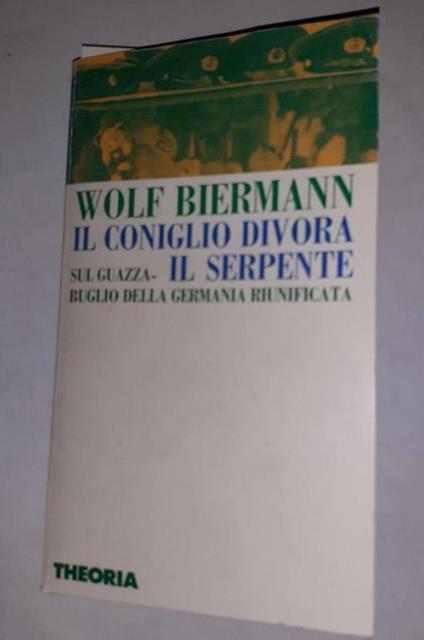 WOLF BIERMANN
IL CONIGLIO DIVORA
SUL GUAZZA- IL SERPENTE
BUGLIO DELLA GERMANIA RIUNIFICATA
THEORIA